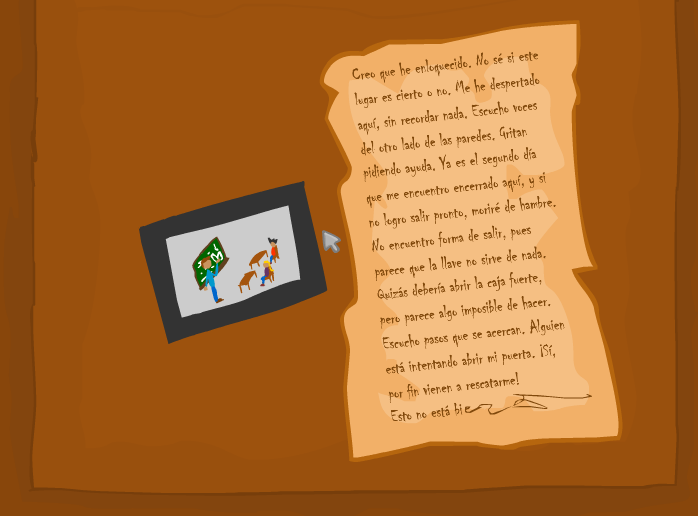 Creo que he enloquecido. No sé si este
lugar es cierto o no. Me he despertado
aquí, sin recordar nada. Escucho voces
del otro lado de las paredes. Gritan
pidiendo ayuda. Ya es el segundo día
que me encuentro encerrado aquí, y si
no logro salir pronto, moriré de hambre.
No encuentro forma de salir, pues
parece que la llave no sirve de nada.
Quizás debería abrir la caja fuerte,
pero parece algo imposible de hacer.
Escucho pasos que se acercan. Alguien
está intentando abrir mi puerta. ¡Sí,
por fin vienen a rescatarme!
Esto no está bie